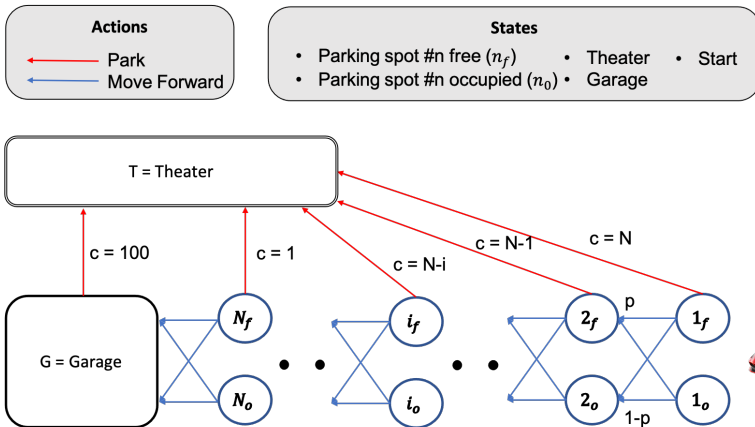 Actions
Park
Move Forward
States
• Parking spot #n free (n_f) • Theater • Start
• Parking spot #n occupied (n_0) • Garage
T = Theater
c = 100
c = 1
c = N-i
c = N-1
c = N
G = Garage
N_f
i_f
2_f
p
1_f
N_o
i_o
2_o
1-p
1_o